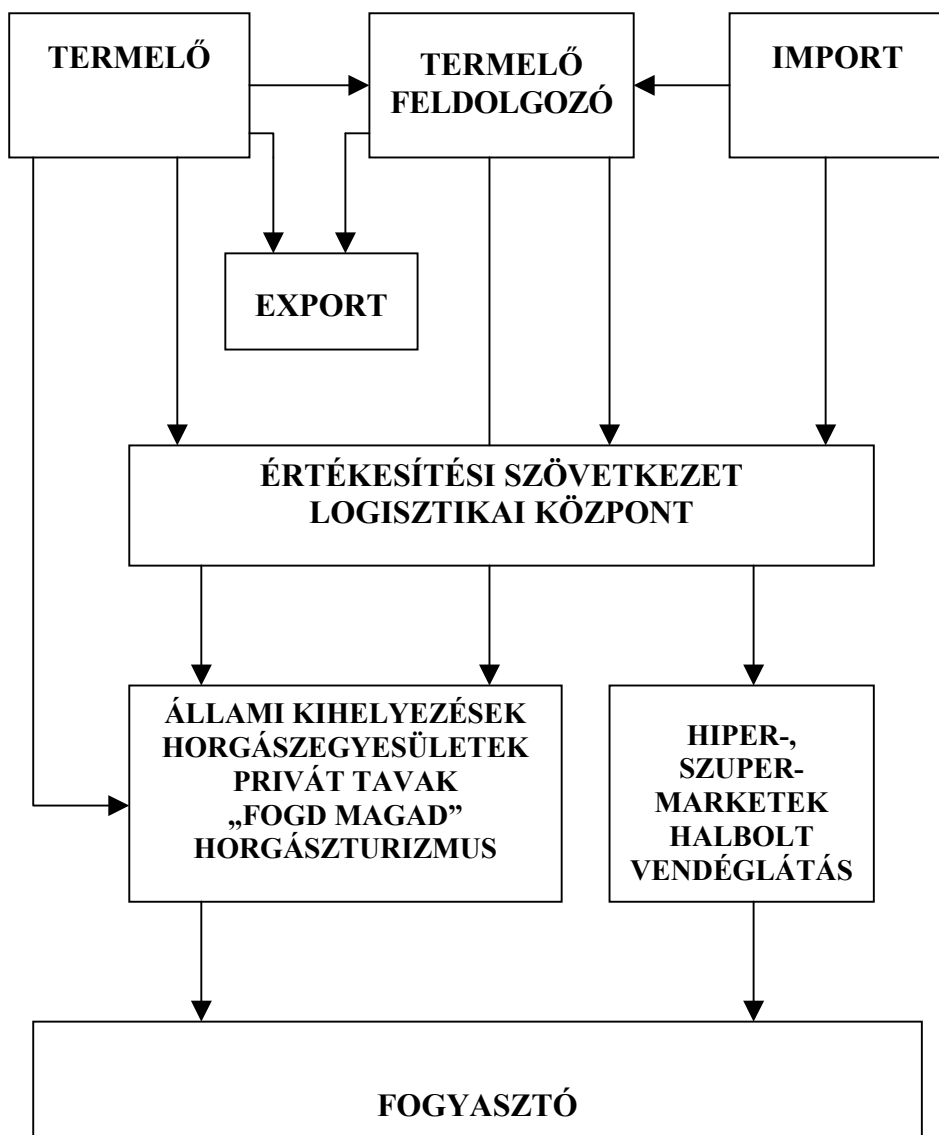 TERMELŐ
TERMELŐ
FELDOLGOZÓ
IMPORT
EXPORT
ÉRTÉKESÍTÉSI SZÖVETKEZET
LOGISZTIKAI KÖZPONT
ÁLLAMI KIHELYEZÉSEK
HORGÁSZEGYESÜLETEK
PRIVÁT TAVAK
„FOGD MAGAD”
HORGÁSZTURIZMUS
HIPER-,
SZUPER-
MARKETEK
HALBOLT
VENDÉGLÁTÁS
FOGYASZTÓ